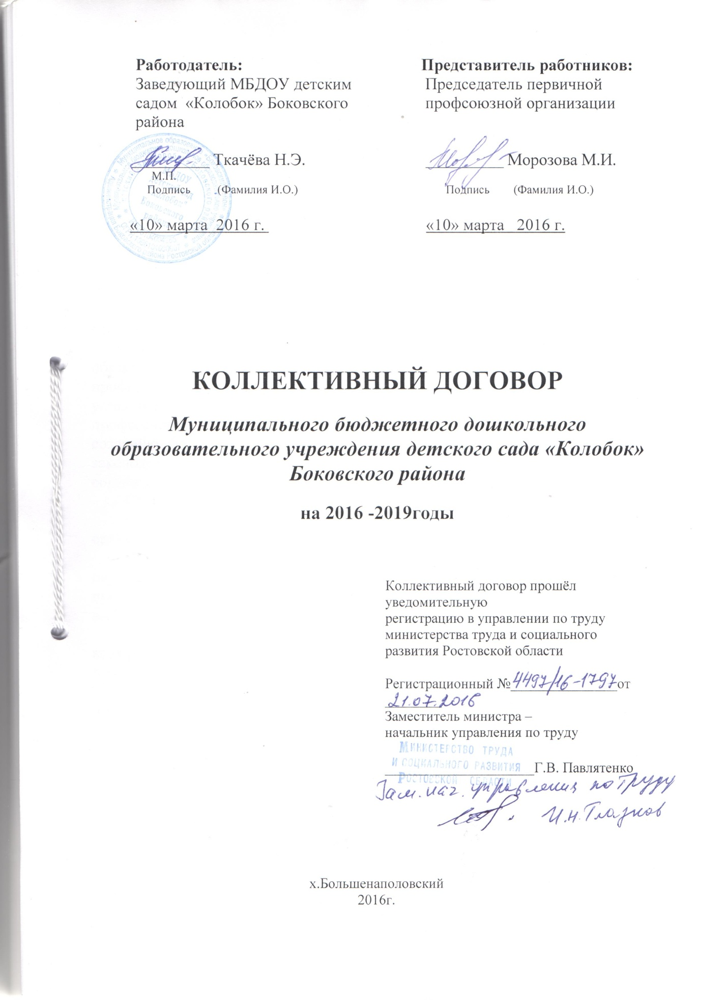 Работодатель:
Заведующий МБДОУ детским
садом «Колобок» Боковского
района
Ткачёва Н.Э.
М.П.
Подпись (Фамилия И.О.)
«10» марта 2016 г.
Представитель работников:
Председатель первичной
профсоюзной организации
Морозова М.И.
Подпись (Фамилия И.О.)
«10» марта 2016 г.
МБДОУ
детский сад
"Колобок"
Боковского
района
КОЛЛЕКТИВНЫЙ ДОГОВОР
Муниципального бюджетного дошкольного
образовательного учреждения детского сада «Колобок»
Боковского района
на 2016 -2019годы
Коллективный договор прошёл
уведомительную
регистрацию в управлении по труду
министерства труда и социального
развития Ростовской области
Регистрационный №4497/16-1797от
21.07.2016
Заместитель министра –
начальник управления по труду
МИНИСТЕРСТВО ТРУДА
И СОЦИАЛЬНОГО РАЗВИТИЯ
РОСТОВСКОЙ ОБЛАСТИ
Г.В. Павлятенко
Зам. нач. управления по труду
И.Н. Глазков
х.Большенаполовский
2016г.